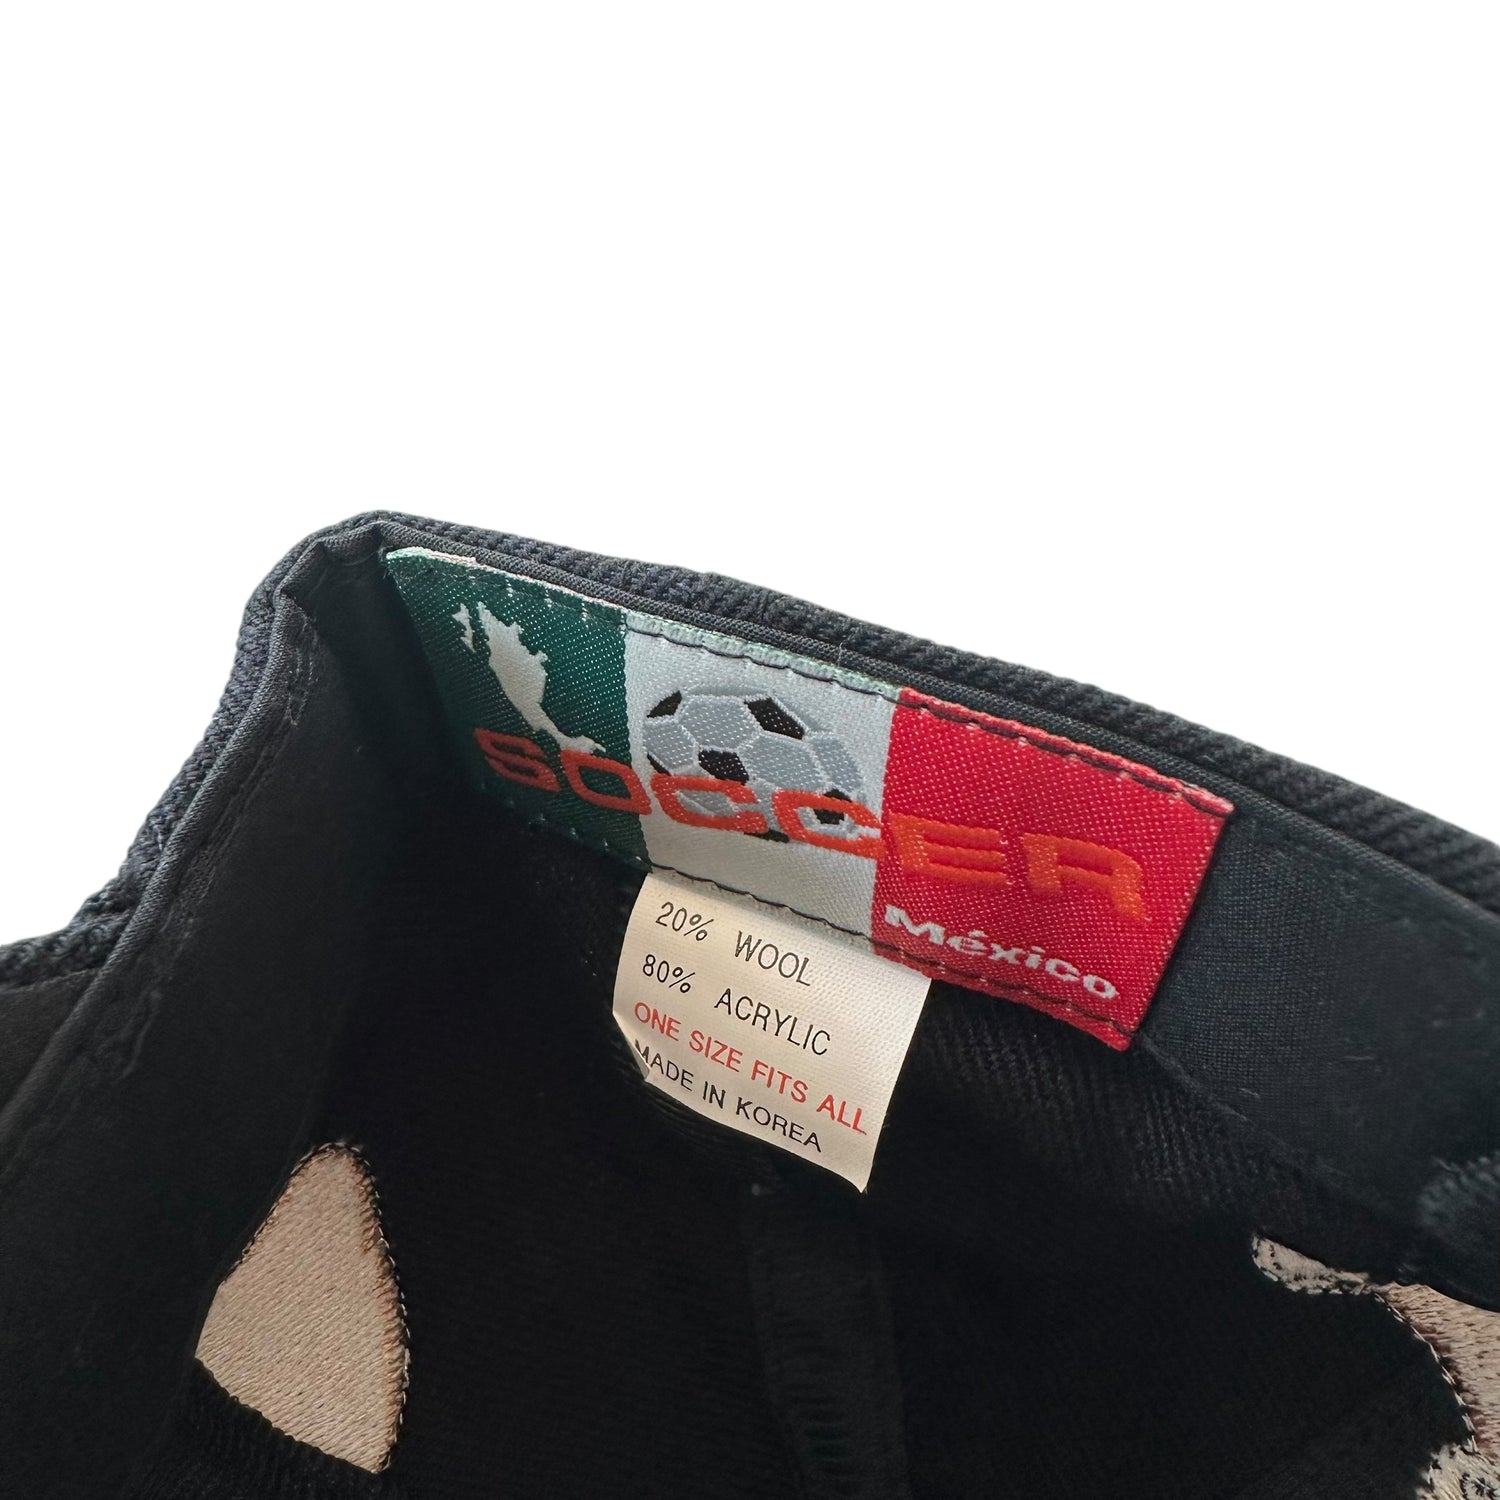 SOCCER
México
20% WOOL
80% ACRYLIC
ONE SIZE FITS ALL
MADE IN KOREA